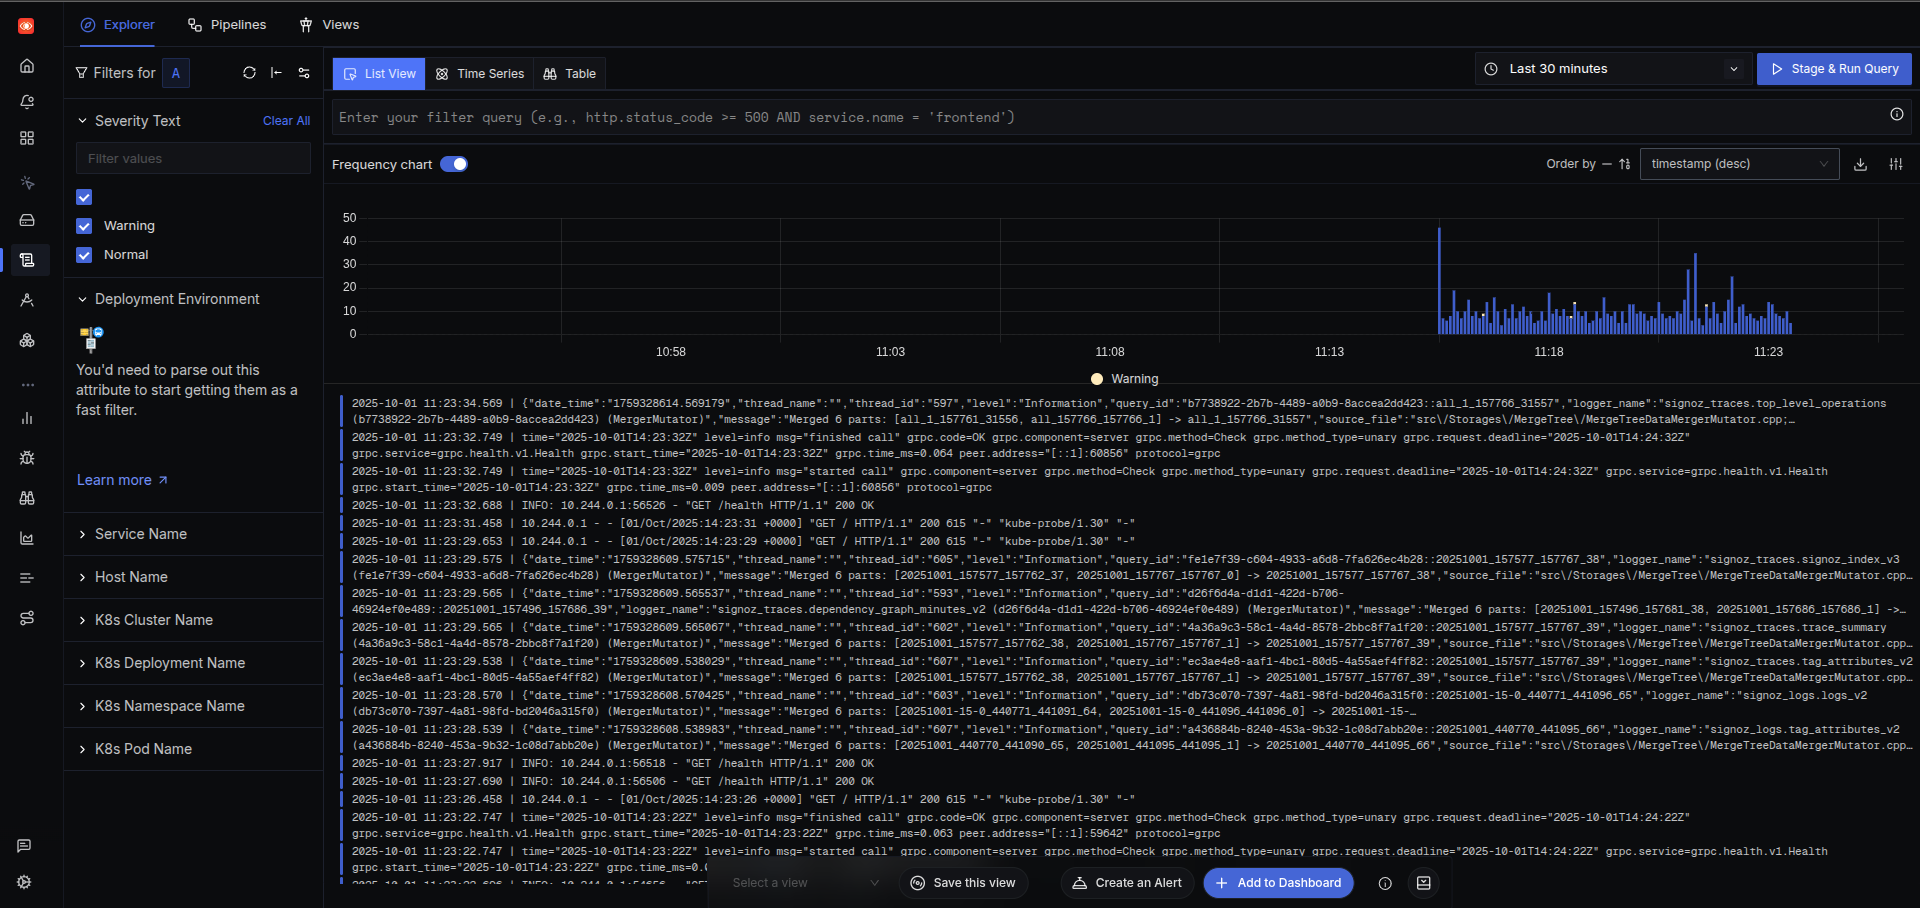 Explorer
Pipelines
Views
Filters for
A
List View
Time Series
Table
Last 30 minutes
Stage & Run Query
Enter your filter query (e.g., http.status_code >= 500 AND service.name = 'frontend')
Severity Text
Clear All
Filter values
Warning
Normal
Deployment Environment
You'd need to parse out this
attribute to start getting them as a
fast filter.
Learn more
Service Name
Host Name
K8s Cluster Name
K8s Deployment Name
K8s Namespace Name
K8s Pod Name
Frequency chart
Order by
timestamp (desc)
50
40
30
20
10
0
10:58
11:03
11:08
11:13
11:18
11:23
Warning
2025-10-01 11:23:34.569 | {"date_time":"1759328614.569179","thread_name":"","thread_id":"597","level":"Information","query_id":"b7738922-2b7b-4489-a0b9-8accea2dd423::all_1_157766_31557","logger_name":"signoz_traces.top_level_operations
(b7738922-2b7b-4489-a0b9-8accea2dd423) (MergerMutator)","message":"Merged 6 parts: [all_1_157761_31556, all_157766_157766_1] -> all_1_157766_31557","source_file":"src\/Storages\/MergeTree\/MergeTreeDataMergerMutator.cpp;…
2025-10-01 11:23:32.749 | time="2025-10-01T14:23:32Z" level=info msg="finished call" grpc.code=OK grpc.component=server grpc.method=Check grpc.method_type=unary grpc.request.deadline="2025-10-01T14:24:32Z"
grpc.service=grpc.health.v1.Health grpc.start_time="2025-10-01T14:23:32Z" grpc.time_ms=0.064 peer.address="[::1]:60856" protocol=grpc
2025-10-01 11:23:32.749 | time="2025-10-01T14:23:32Z" level=info msg="started call" grpc.component=server grpc.method=Check grpc.method_type=unary grpc.request.deadline="2025-10-01T14:24:32Z" grpc.service=grpc.health.v1.Health
grpc.start_time="2025-10-01T14:23:32Z" grpc.time_ms=0.009 peer.address="[::1]:60856" protocol=grpc
2025-10-01 11:23:32.688 | INFO: 10.244.0.1:56526 - "GET /health HTTP/1.1" 200 OK
2025-10-01 11:23:31.458 | 10.244.0.1 - - [01/Oct/2025:14:23:31 +0000] "GET / HTTP/1.1" 200 615 "-" "kube-probe/1.30" "-"
2025-10-01 11:23:29.653 | 10.244.0.1 - - [01/Oct/2025:14:23:29 +0000] "GET / HTTP/1.1" 200 615 "-" "kube-probe/1.30" "-"
2025-10-01 11:23:29.575 | {"date_time":"1759328609.575715","thread_name":"","thread_id":"605","level":"Information","query_id":"fe1e7f39-c604-4933-a6d8-7fa626ec4b28::20251001_157577_157767_38","logger_name":"signoz_traces.signoz_index_v3
(fe1e7f39-c604-4933-a6d8-7fa626ec4b28) (MergerMutator)","message":"Merged 6 parts: [20251001_157577_157762_37, 20251001_157767_157767_0] -> 20251001_157577_157767_38","source_file":"src\/Storages\/MergeTree\/MergeTreeDataMergerMutator.cpp…
2025-10-01 11:23:29.565 | {"date_time":"1759328609.565537","thread_name":"","thread_id":"593","level":"Information","query_id":"d26f6d4a-d1d1-422d-b706-
46924ef0e489::20251001_157496_157686_39","logger_name":"signoz_traces.dependency_graph_minutes_v2 (d26f6d4a-d1d1-422d-b706-46924ef0e489) (MergerMutator)","message":"Merged 6 parts: [20251001_157496_157681_38, 20251001_157686_157686_1] ->…
2025-10-01 11:23:29.565 | {"date_time":"1759328609.565067","thread_name":"","thread_id":"602","level":"Information","query_id":"4a36a9c3-58c1-4a4d-8578-2bbc8f7a1f20::20251001_157577_157767_39","logger_name":"signoz_traces.trace_summary
(4a36a9c3-58c1-4a4d-8578-2bbc8f7a1f20) (MergerMutator)","message":"Merged 6 parts: [20251001_157577_157762_38, 20251001_157767_157767_1] -> 20251001_157577_157767_39","source_file":"src\/Storages\/MergeTree\/MergeTreeDataMergerMutator.cpp…
2025-10-01 11:23:29.538 | {"date_time":"1759328609.538029","thread_name":"","thread_id":"607","level":"Information","query_id":"ec3ae4e8-aaf1-4bc1-80d5-4a55aef4ff82::20251001_157577_157767_39","logger_name":"signoz_traces.tag_attributes_v2
(ec3ae4e8-aaf1-4bc1-80d5-4a55aef4ff82) (MergerMutator)","message":"Merged 6 parts: [20251001_157577_157762_38, 20251001_157767_157767_1] -> 20251001_157577_157767_39","source_file":"src\/Storages\/MergeTree\/MergeTreeDataMergerMutator.cpp…
2025-10-01 11:23:28.570 | {"date_time":"1759328608.570425","thread_name":"","thread_id":"603","level":"Information","query_id":"db73c070-7397-4a81-98fd-bd2046a315f0::20251001-15-0_440771_441096_65","logger_name":"signoz_logs.logs_v2
(db73c070-7397-4a81-98fd-bd2046a315f0) (MergerMutator)","message":"Merged 6 parts: [20251001-15-0_440771_441091_64, 20251001-15-0_441096_441096_0] -> 20251001-15-…
2025-10-01 11:23:28.539 | {"date_time":"1759328608.538983","thread_name":"","thread_id":"607","level":"Information","query_id":"a436884b-8240-453a-9b32-1c08d7abb20e::20251001_440770_441095_66","logger_name":"signoz_logs.tag_attributes_v2
(a436884b-8240-453a-9b32-1c08d7abb20e) (MergerMutator)","message":"Merged 6 parts: [20251001_440770_441090_65, 20251001_441095_441095_1] -> 20251001_440770_441095_66","source_file":"src\/Storages\/MergeTree\/MergeTreeDataMergerMutator.cpp…
2025-10-01 11:23:27.917 | INFO: 10.244.0.1:56518 - "GET /health HTTP/1.1" 200 OK
2025-10-01 11:23:27.690 | INFO: 10.244.0.1:56506 - "GET /health HTTP/1.1" 200 OK
2025-10-01 11:23:26.458 | 10.244.0.1 - - [01/Oct/2025:14:23:26 +0000] "GET / HTTP/1.1" 200 615 "-" "kube-probe/1.30" "-"
2025-10-01 11:23:22.747 | time="2025-10-01T14:23:22Z" level=info msg="finished call" grpc.code=OK grpc.component=server grpc.method=Check grpc.method_type=unary grpc.request.deadline="2025-10-01T14:24:22Z"
grpc.service=grpc.health.v1.Health grpc.start_time="2025-10-01T14:23:22Z" grpc.time_ms=0.063 peer.address="[::1]:59642" protocol=grpc
2025-10-01 11:23:22.747 | time="2025-10-01T14:23:22Z" level=info msg="started call" grpc.component=server grpc.method=Check grpc.method_type=unary grpc.request.deadline="2025-10-01T14:24:22Z" grpc.service=grpc.health.v1.Health
grpc.start_time="2025-10-01T14:23:22Z" grpc.time_ms=0.0
Select a view
Save this view
Create an Alert
Add to Dashboard